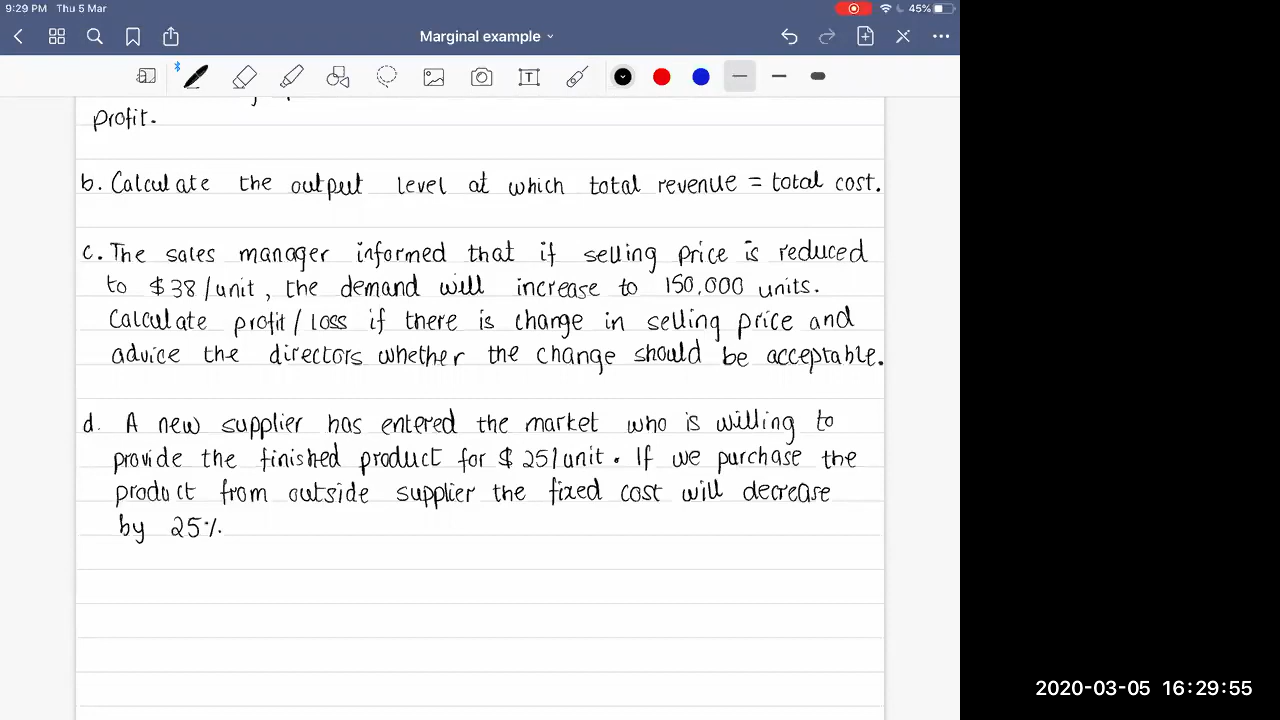 9:29 PM Thu 5 Mar
45%
Marginal example
T
profit.
b. Calculate the output level at which total revenue = total cost.
c. The sales manager informed that if selling price is reduced
to $38/unit, the demand will increase to 150,000 units.
Calculate profit/loss if there is change in selling price and
advice the directors whether the change should be acceptable.
d. A new supplier has entered the market who is willing to
provide the finished product for $25/unit. If we purchase the
product from outside supplier the fixed cost will decrease
by 25%.
2020-03-05 16:29:55